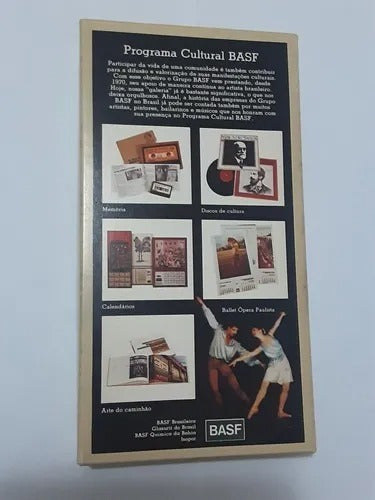 Programa Cultural BASF
Participar da vida de uma comunidade é também contribuir
para a difusão e valorização de suas manifestações culturais.
Com esse objetivo o Grupo BASF vem prestando, desde
1970, seu apoio de maneira contínua ao artista brasileiro.
Hoje, nossa "galeria" já é bastante significativa, o que nos
deixa orgulhosos. Afinal, a história das empresas do Grupo
BASF no Brasil já pode ser contada também por muitos
artistas, pintores, bailarinos e músicos que nos honram com
sua presença no Programa Cultural BASF.
Memória
Discos de cultura
Calendários
Ballet Ópera Paulista
Arte do caminhão
BASF Brasileira
Glasurit do Brasil
BASF Química da Bahia
Isopor
BASF